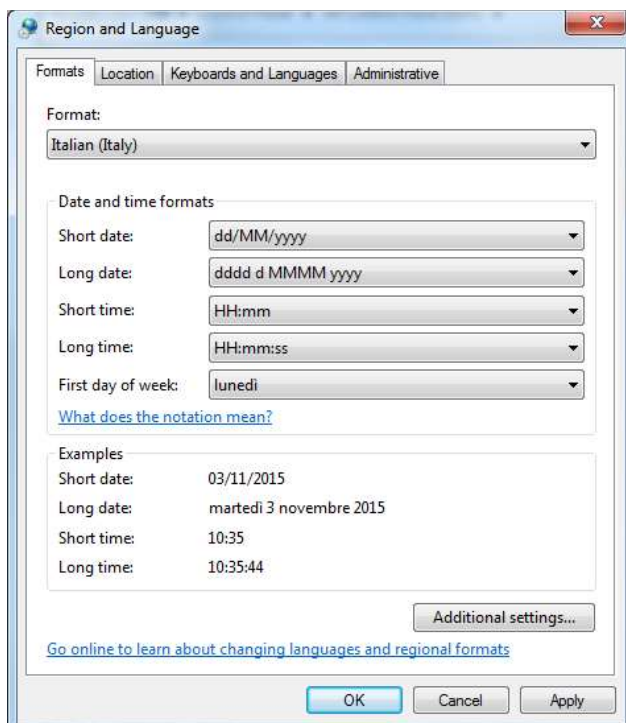 Region and Language
Formats Location Keyboards and Languages Administrative
Format:
Italian (Italy)
Date and time formats
Short date: dd/MM/yyyy
Long date: dddd d MMMM yyyy
Short time: HH:mm
Long time: HH:mm:ss
First day of week: lunedì
What does the notation mean?
Examples
Short date: 03/11/2015
Long date: martedì 3 novembre 2015
Short time: 10:35
Long time: 10:35:44
Additional settings...
Go online to learn about changing languages and regional formats
OK Cancel Apply